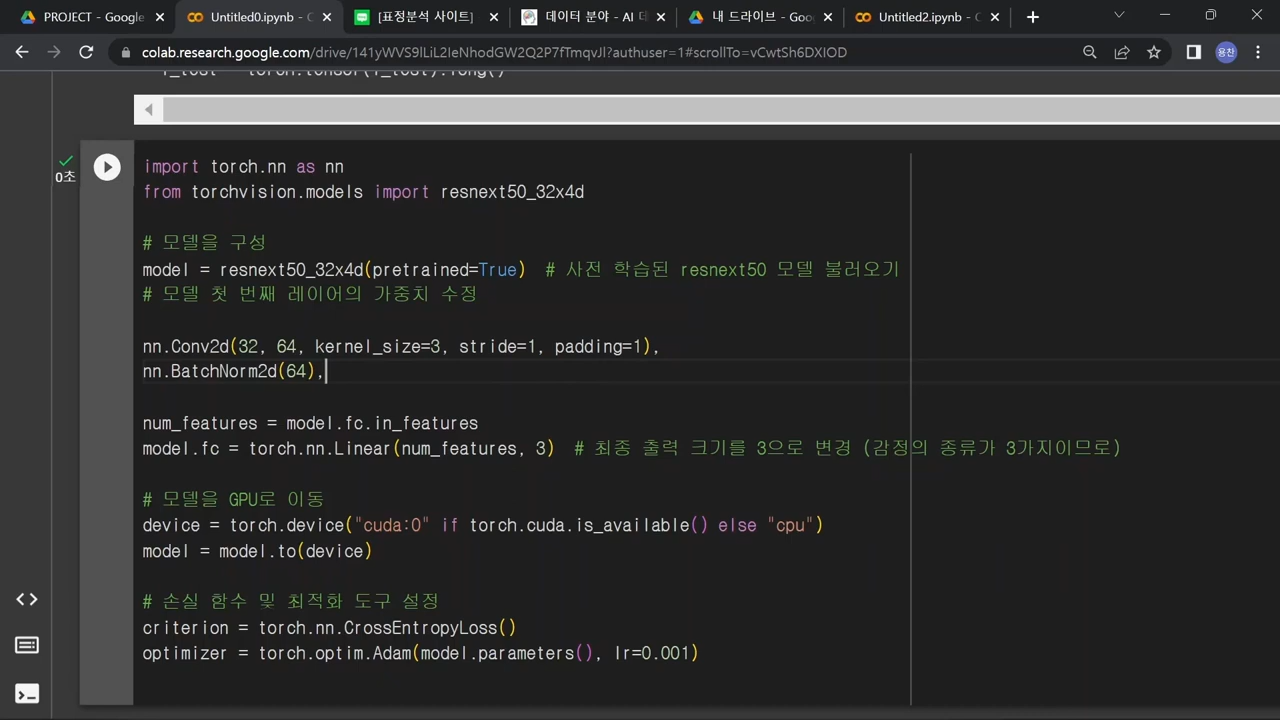 PROJECT - Google
Untitled0.ipynb - C
[표정분석 사이트]
데이터 분야 - AI 데
내 드라이브 - Goo
Untitled2.ipynb - C
colab.research.google.com/drive/141yWVS9lLiL2IeNhodGW2Q2P7fTmqvJl?authuser=1#scrollTo=vCwtSh6DXIOD
용찬
0초
import torch.nn as nn
from torchvision.models import resnext50_32x4d
# 모델을 구성
model = resnext50_32x4d(pretrained=True)  # 사전 학습된 resnext50 모델 불러오기
# 모델 첫 번째 레이어의 가중치 수정
nn.Conv2d(32, 64, kernel_size=3, stride=1, padding=1),
nn.BatchNorm2d(64),
num_features = model.fc.in_features
model.fc = torch.nn.Linear(num_features, 3)  # 최종 출력 크기를 3으로 변경 (감정의 종류가 3가지이므로)
# 모델을 GPU로 이동
device = torch.device("cuda:0" if torch.cuda.is_available() else "cpu")
model = model.to(device)
# 손실 함수 및 최적화 도구 설정
criterion = torch.nn.CrossEntropyLoss()
optimizer = torch.optim.Adam(model.parameters(), lr=0.001)